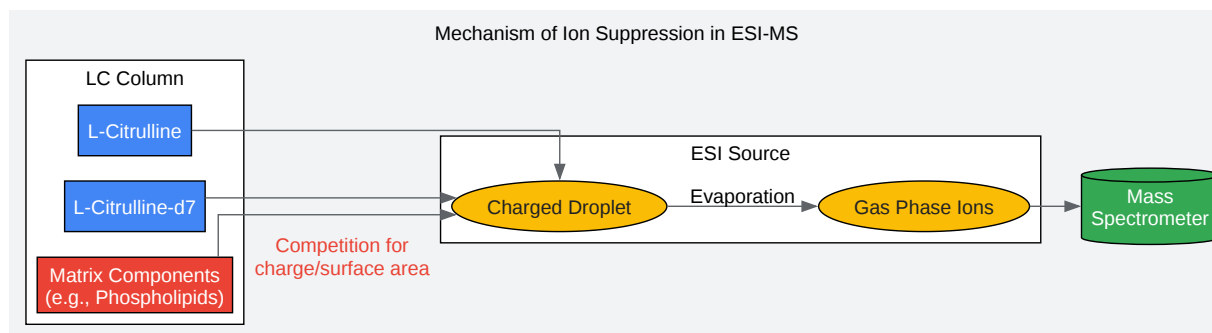 Mechanism of Ion Suppression in ESI-MS
LC Column
L-Citrulline
L-Citrulline-d7
Matrix Components
(e.g., Phospholipids)
Competition for
charge/surface area
ESI Source
Charged Droplet
Evaporation
Gas Phase Ions
Mass
Spectrometer